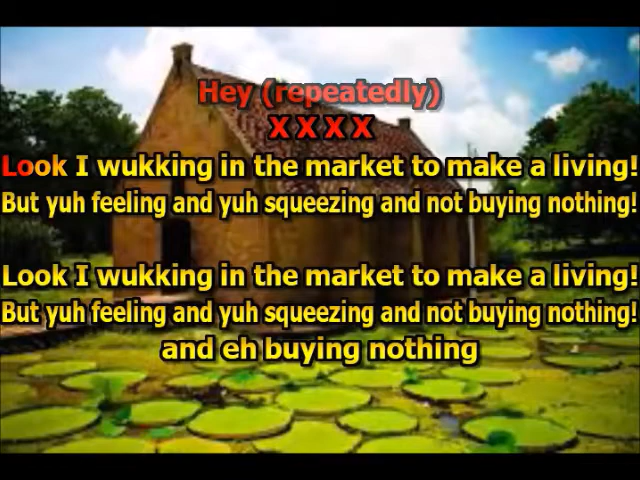 Hey (repeatedly)
X X X X
Look I wukking in the market to make a living!
But yuh feeling and yuh squeezing and not buying nothing!
Look I wukking in the market to make a living!
But yuh feeling and yuh squeezing and not buying nothing!
and eh buying nothing